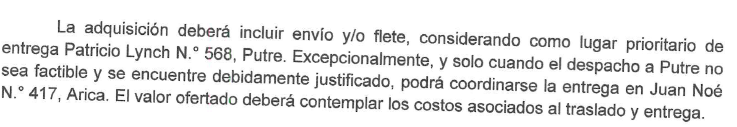 La adquisición deberá incluir envío y/o flete, considerando como lugar prioritario de
entrega Patricio Lynch N.° 568, Putre. Excepcionalmente, y solo cuando el despacho a Putre no
sea factible y se encuentre debidamente justificado, podrá coordinarse la entrega en Juan Noé
N.° 417, Arica. El valor ofertado deberá contemplar los costos asociados al traslado y entrega.